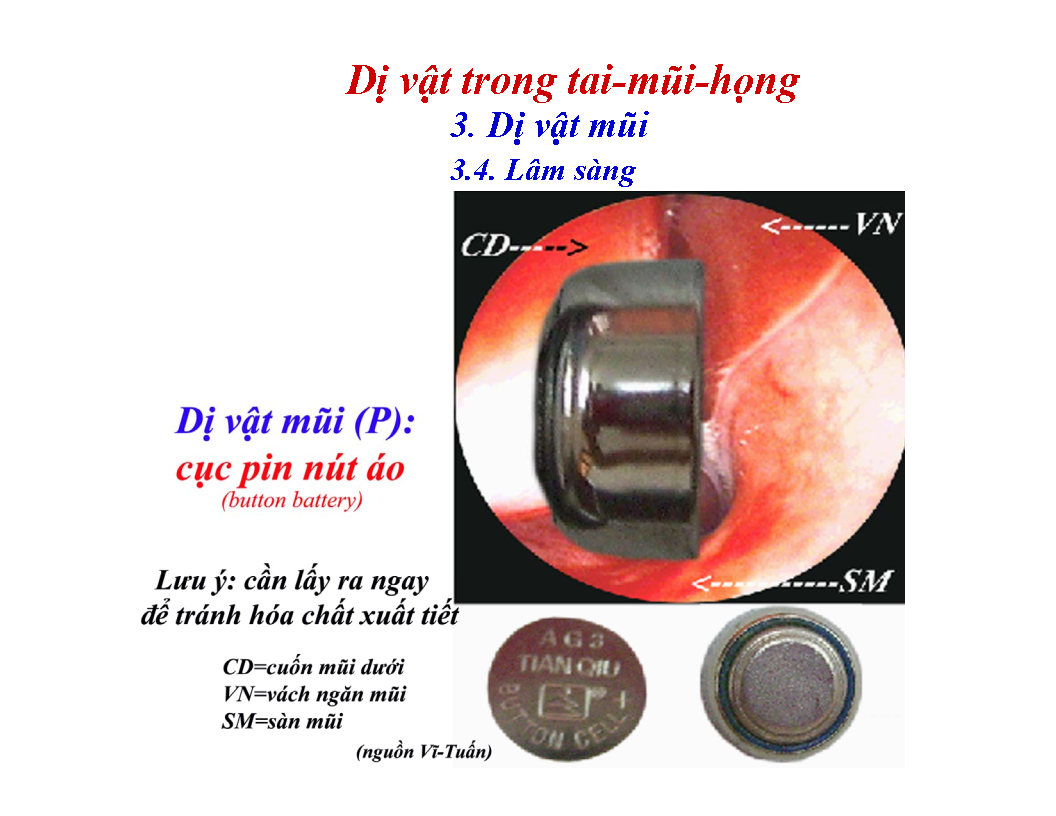 Dị vật trong tai-mũi-họng
3. Dị vật mũi
3.4. Lâm sàng
CD----->
<------VN
Dị vật mũi (P):
cục pin nút áo
(button battery)
Lưu ý: cần lấy ra ngay
để tránh hóa chất xuất tiết
<-----------SM
CD=cuốn mũi dưới
VN=vách ngăn mũi
SM=sàn mũi
(nguồn Vĩ-Tuấn)
AG3
TIAN QIU
+
BUTTON CELL